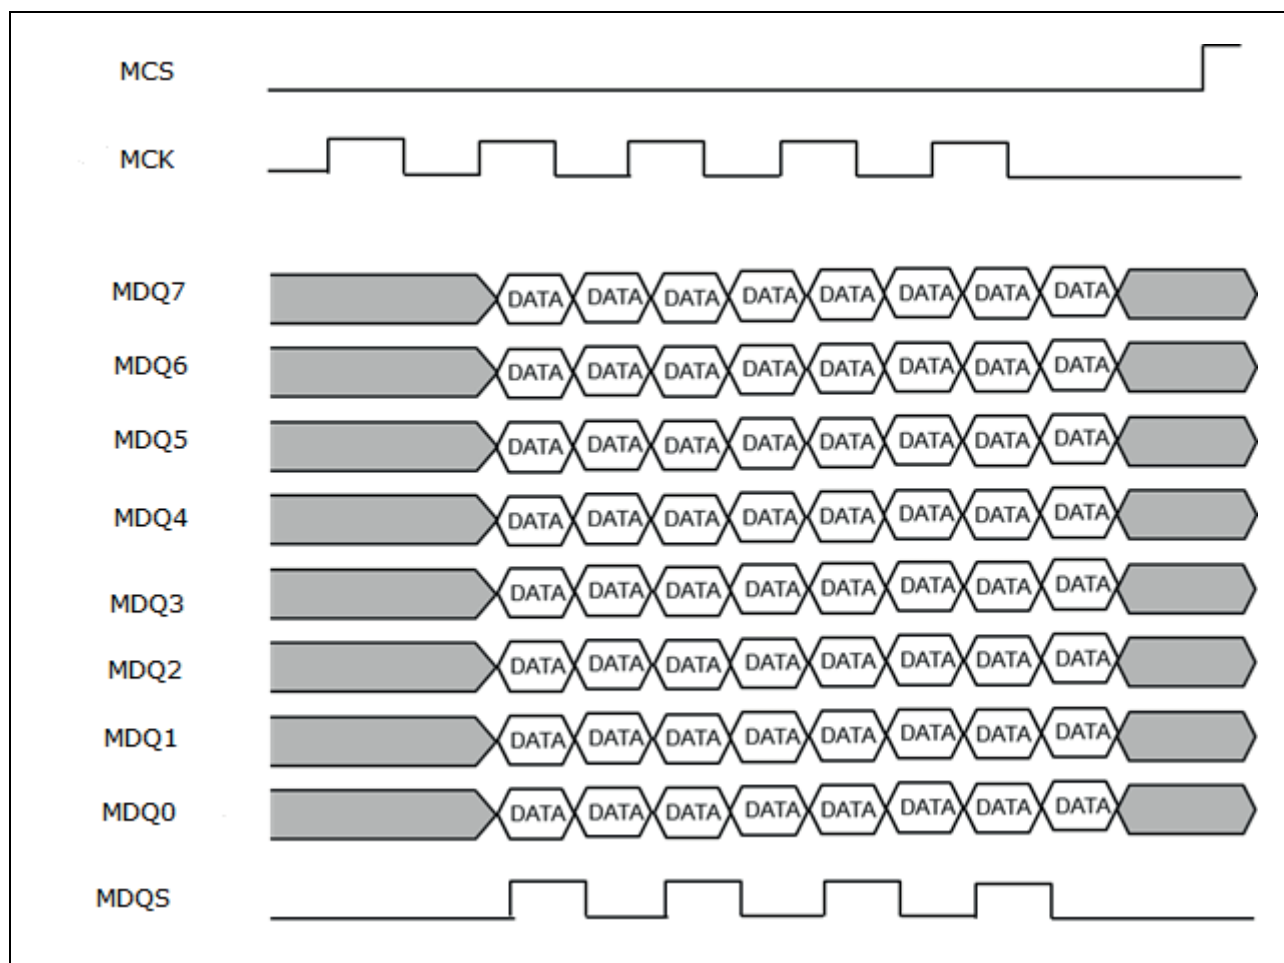 MCS
MCK
MDQ7 DATA DATA DATA DATA DATA DATA DATA DATA
MDQ6 DATA DATA DATA DATA DATA DATA DATA DATA
MDQ5 DATA DATA DATA DATA DATA DATA DATA DATA
MDQ4 DATA DATA DATA DATA DATA DATA DATA DATA
MDQ3 DATA DATA DATA DATA DATA DATA DATA DATA
MDQ2 DATA DATA DATA DATA DATA DATA DATA DATA
MDQ1 DATA DATA DATA DATA DATA DATA DATA DATA
MDQ0 DATA DATA DATA DATA DATA DATA DATA DATA
MDQS